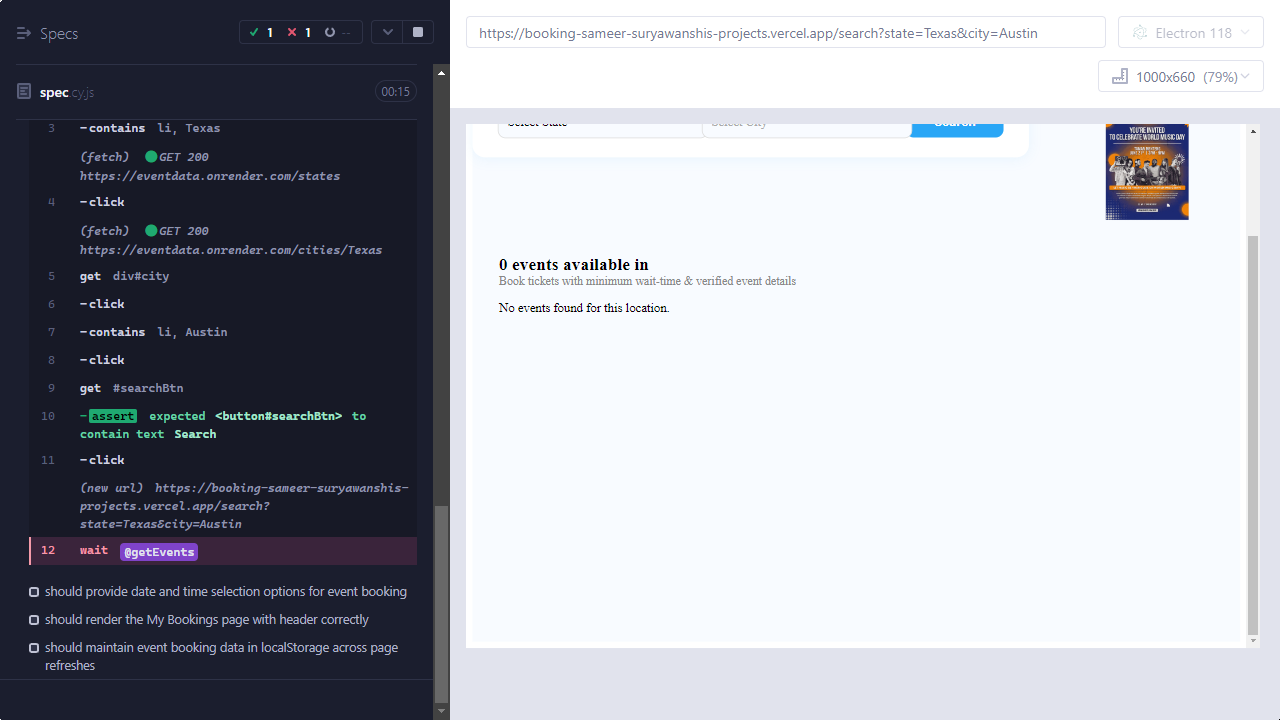 Specs
1
1
--
spec.cy.js
00:15
3 -contains li, Texas
(fetch) GET 200
https://eventdata.onrender.com/states
4 -click
(fetch) GET 200
https://eventdata.onrender.com/cities/Texas
5 get div#city
6 -click
7 -contains li, Austin
8 -click
9 get #searchBtn
10 -assert expected <button#searchBtn> to
contain text Search
11 -click
(new url) https://booking-sameer-suryawanshis-
projects.vercel.app/search?
state=Texas&city=Austin
12 wait @getEvents
should provide date and time selection options for event booking
should render the My Bookings page with header correctly
should maintain event booking data in localStorage across page
refreshes
https://booking-sameer-suryawanshis-projects.vercel.app/search?state=Texas&city=Austin
Electron 118
1000x660 (79%)
Select State
Select City
Search
YOU'RE INVITED
TO CELEBRATE WORLD MUSIC DAY
0 events available in
Book tickets with minimum wait-time & verified event details
No events found for this location.